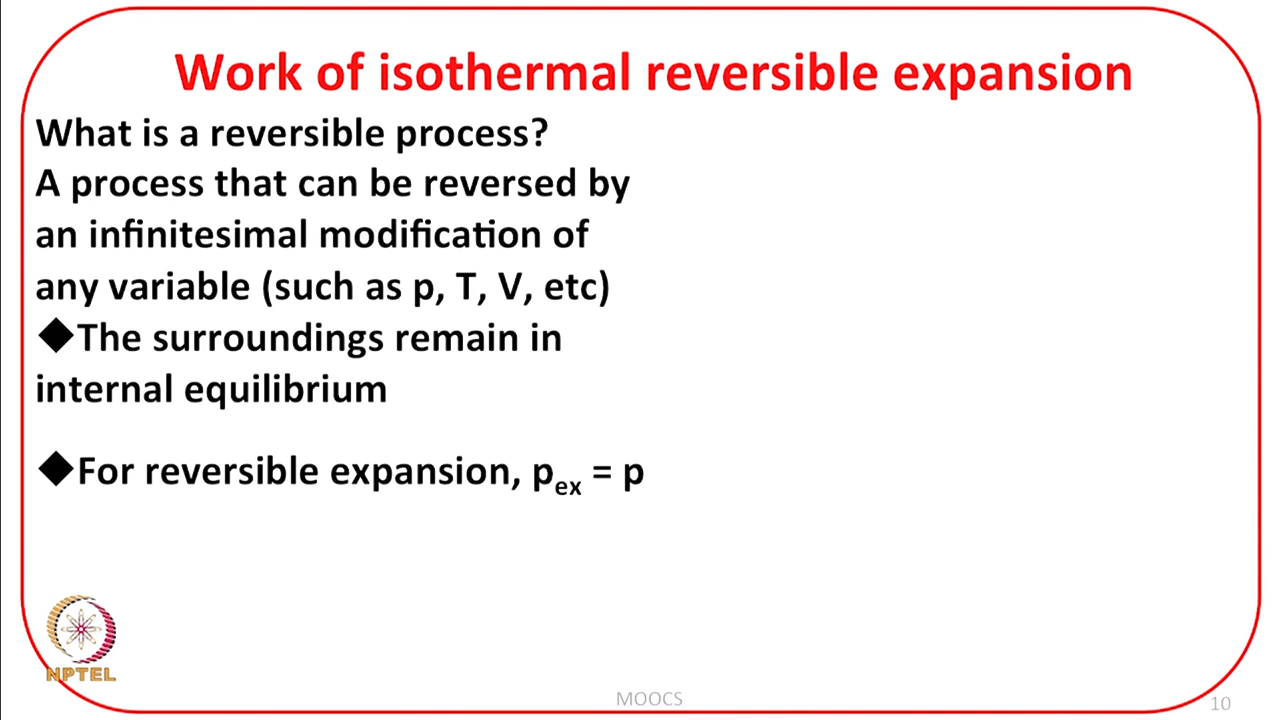 Work of isothermal reversible expansion
What is a reversible process?
A process that can be reversed by
an infinitesimal modification of
any variable (such as p, T, V, etc)
◆The surroundings remain in
internal equilibrium
◆For reversible expansion, pₑₓ = p
NPTEL
MOOCS
10